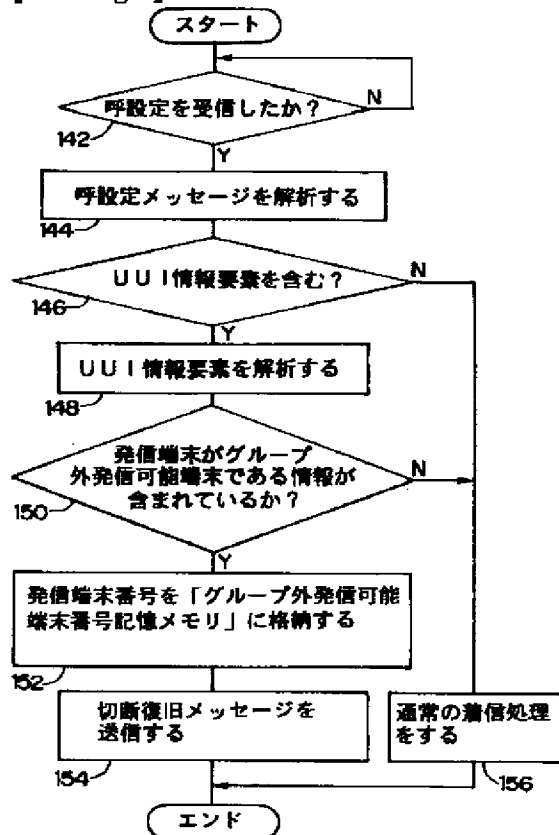 スタート
呼設定を受信したか?
N
142
Y
呼設定メッセージを解析する
144
UUI情報要素を含む?
N
146
Y
UUI情報要素を解析する
148
発信端末がグループ
外発信可能端末である情報が
含まれているか?
N
150
Y
発信端末番号を「グループ外発信可能
端末番号記憶メモリ」に格納する
152
切断復旧メッセージを
送信する
154
通常の着信処理
をする
156
エンド